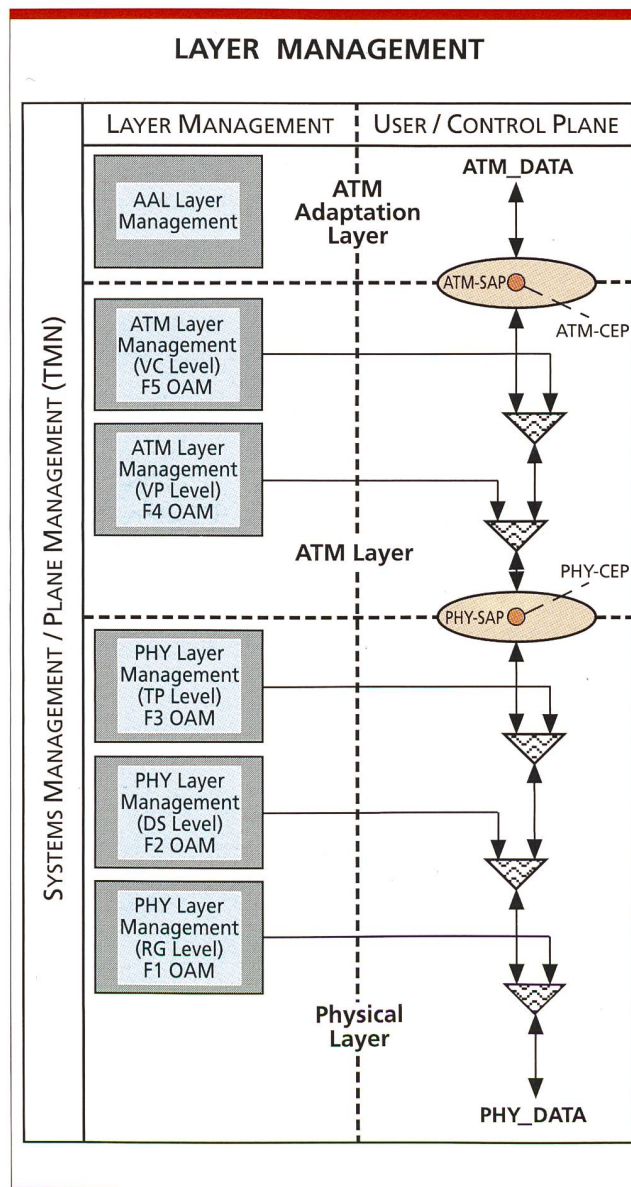 LAYER MANAGEMENT
SYSTEMS MANAGEMENT / PLANE MANAGEMENT (TMN)
LAYER MANAGEMENT
USER / CONTROL PLANE
AAL Layer
Management
ATM
Adaptation
Layer
ATM_DATA
ATM-SAP
ATM-CEP
ATM Layer
Management
(VC Level)
F5 OAM
ATM Layer
Management
(VP Level)
F4 OAM
ATM Layer
PHY-CEP
PHY-SAP
PHY Layer
Management
(TP Level)
F3 OAM
PHY Layer
Management
(DS Level)
F2 OAM
PHY Layer
Management
(RG Level)
F1 OAM
Physical
Layer
PHY_DATA